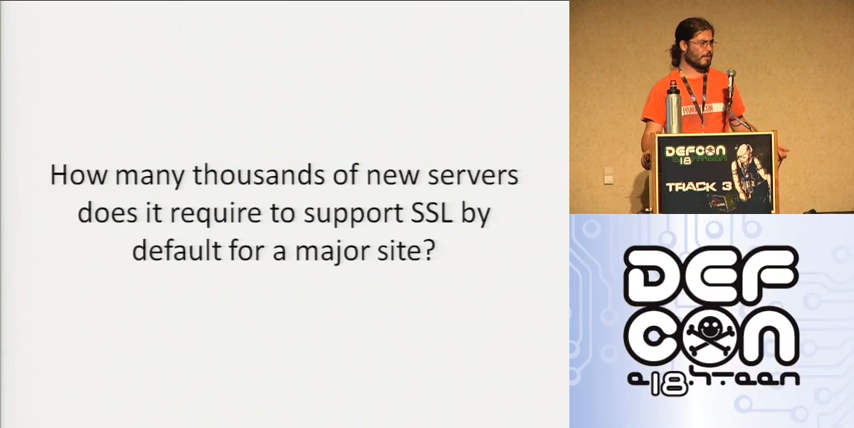 How many thousands of new servers
does it require to support SSL by
default for a major site?
DEFCON
18
TRACK 3
DEF
CON
e18hteen